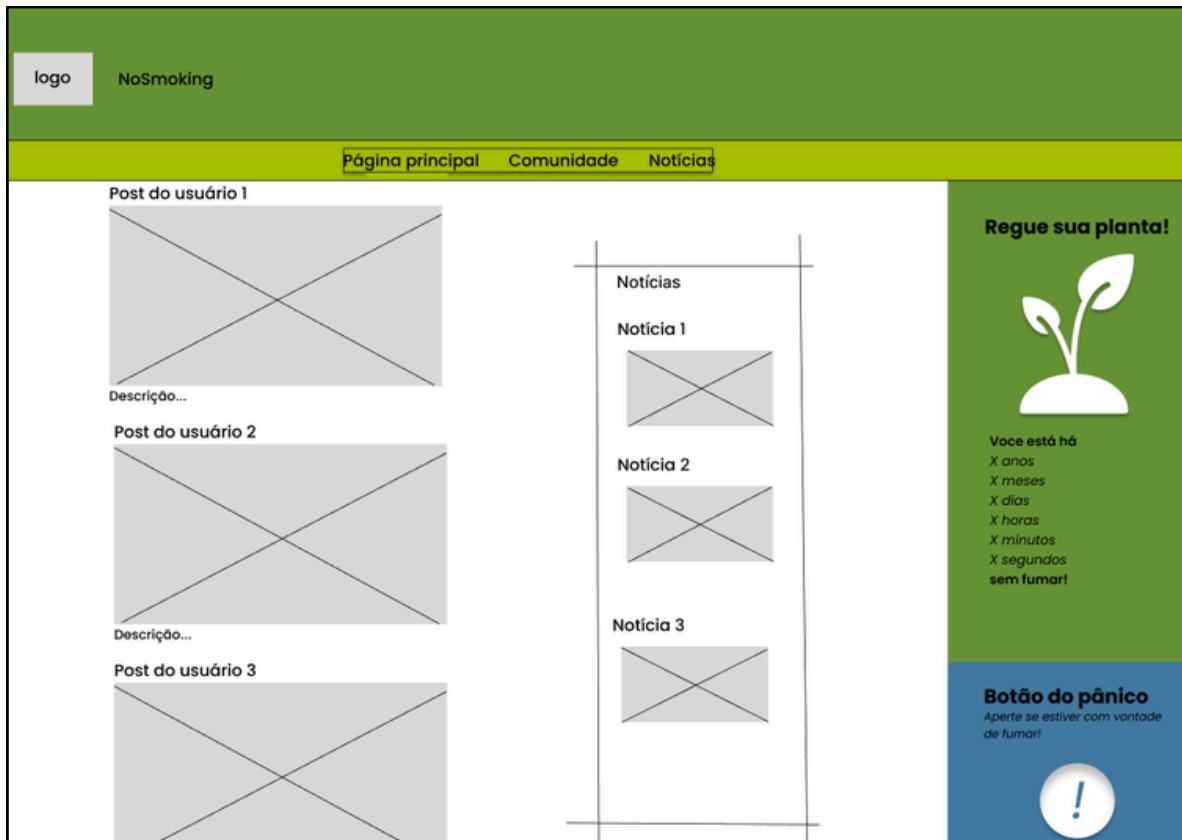 logo
NoSmoking
Página principal
Comunidade
Notícias
Post do usuário 1
Descrição...
Post do usuário 2
Descrição...
Post do usuário 3
Notícias
Notícia 1
Notícia 2
Notícia 3
Regue sua planta!
Voce está há
X anos
X meses
X dias
X horas
X minutos
X segundos
sem fumar!
Botão do pânico
Aperte se estiver com vontade
de fumar!
!